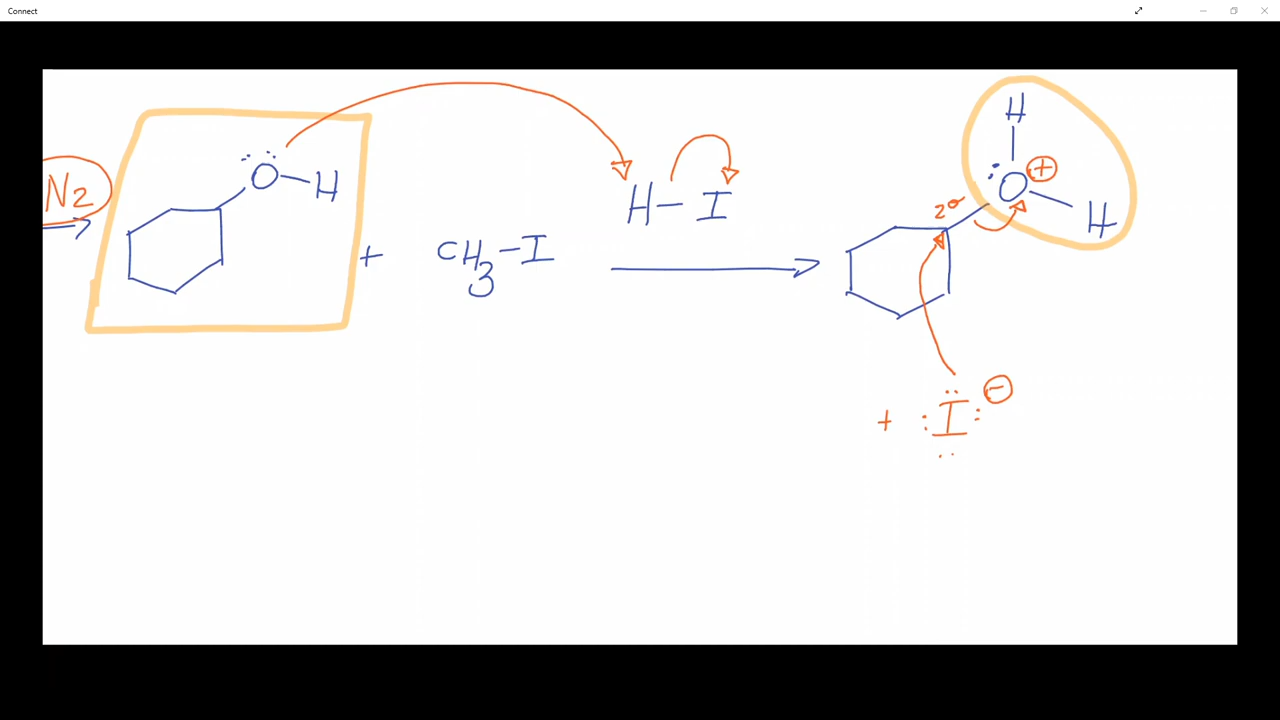 Connect
N2
O H
+ CH3-I
H-I
H
O +
H
2°
+ I -